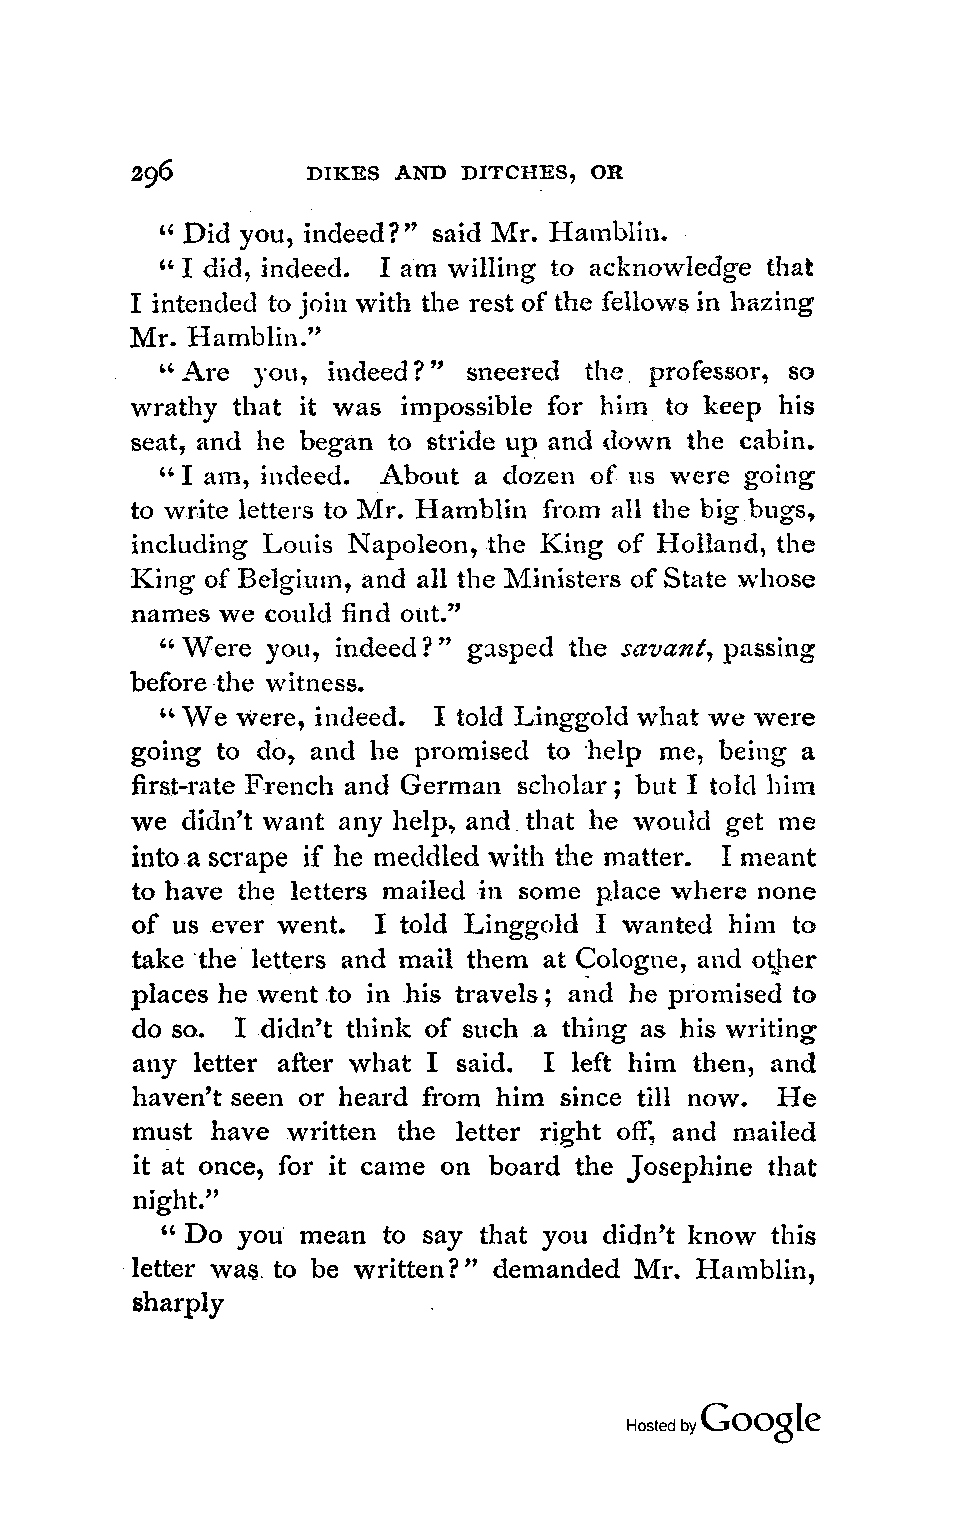 296 DIKES AND DITCHES, OR
“Did you, indeed?” said Mr. Hamblin.
“I did, indeed. I am willing to acknowledge that
I intended to join with the rest of the fellows in hazing
Mr. Hamblin.”
“Are you, indeed?” sneered the professor, so
wrathy that it was impossible for him to keep his
seat, and he began to stride up and down the cabin.
“I am, indeed. About a dozen of us were going
to write letters to Mr. Hamblin from all the big bugs,
including Louis Napoleon, the King of Holland, the
King of Belgium, and all the Ministers of State whose
names we could find out.”
“Were you, indeed?” gasped the savant, passing
before the witness.
“We were, indeed. I told Linggold what we were
going to do, and he promised to help me, being a
first-rate French and German scholar; but I told him
we didn’t want any help, and that he would get me
into a scrape if he meddled with the matter. I meant
to have the letters mailed in some place where none
of us ever went. I told Linggold I wanted him to
take the letters and mail them at Cologne, and other
places he went to in his travels; and he promised to
do so. I didn’t think of such a thing as his writing
any letter after what I said. I left him then, and
haven’t seen or heard from him since till now. He
must have written the letter right off, and mailed
it at once, for it came on board the Josephine that
night.”
“Do you mean to say that you didn’t know this
letter was to be written?” demanded Mr. Hamblin,
sharply
Hosted by Google